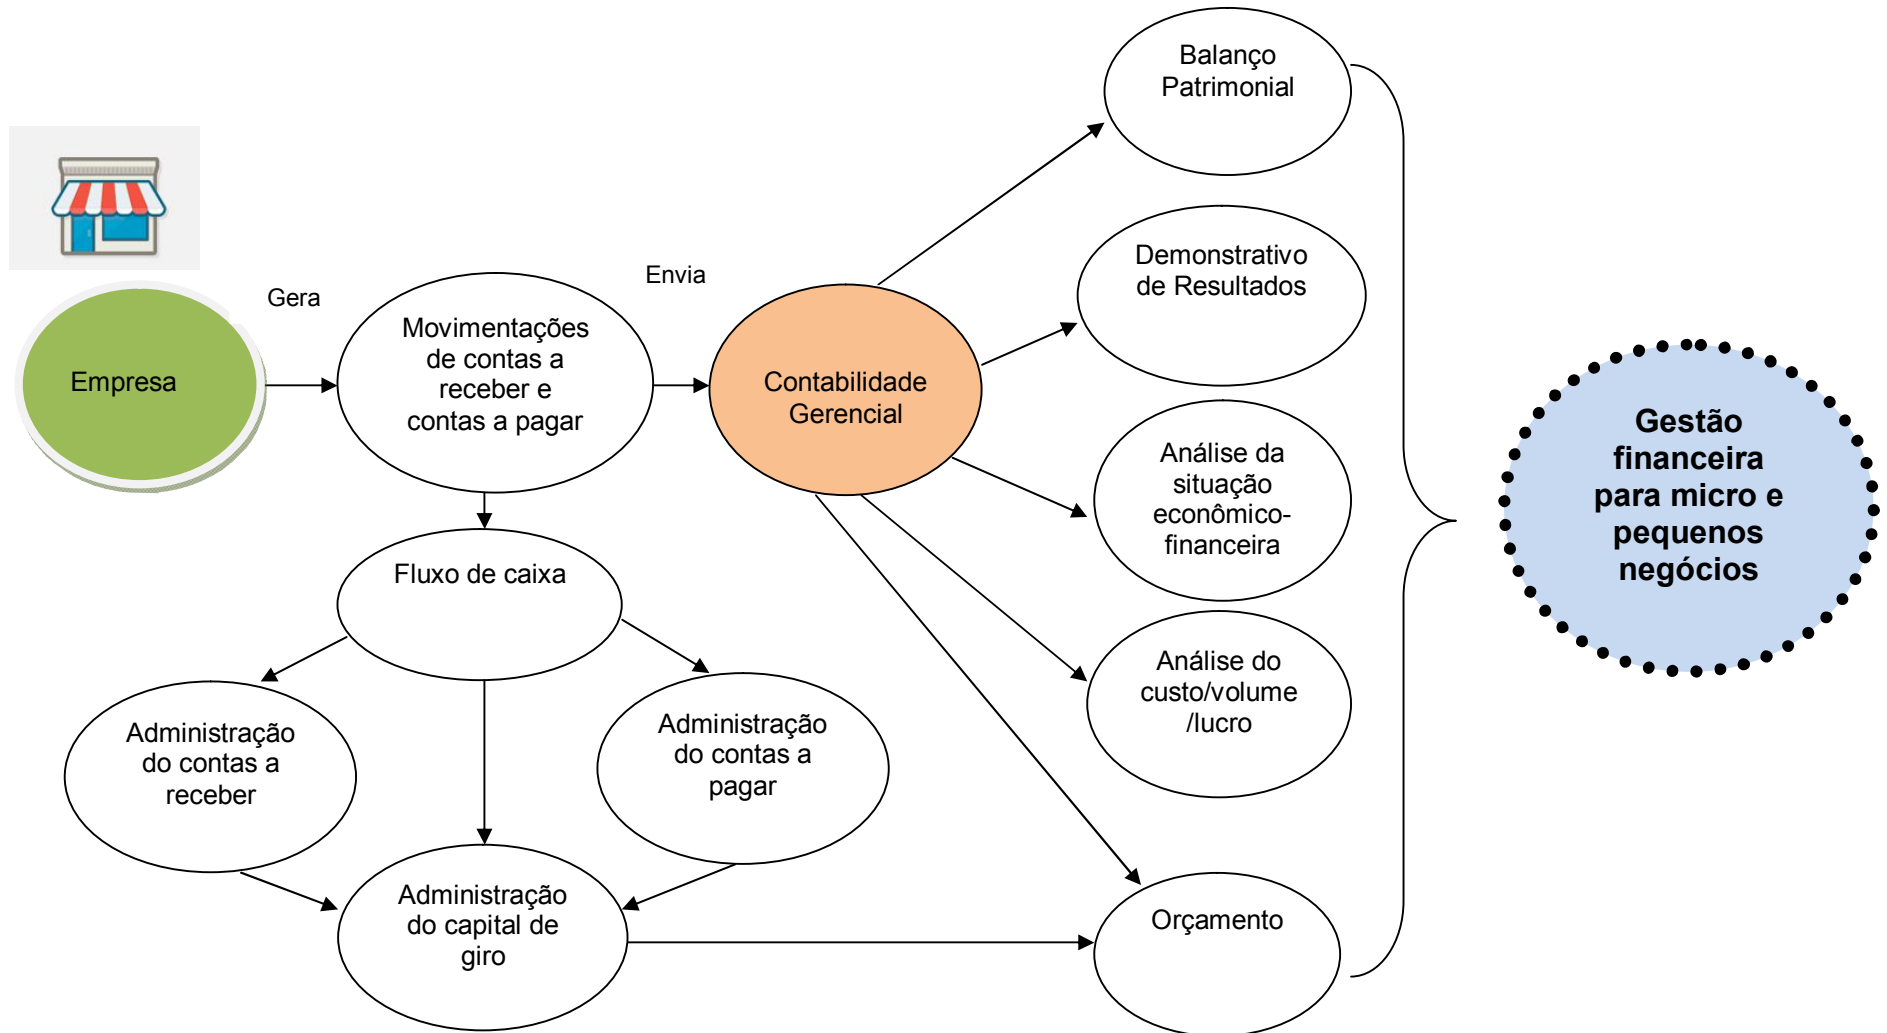 Empresa
Gera
Movimentações
de contas a
receber e
contas a pagar
Envia
Contabilidade
Gerencial
Balanço
Patrimonial
Demonstrativo
de Resultados
Análise da
situação
econômico-
financeira
Análise do
custo/volume
/lucro
Orçamento
Fluxo de caixa
Administração
do contas a
receber
Administração
do contas a
pagar
Administração
do capital de
giro
Gestão
financeira
para micro e
pequenos
negócios